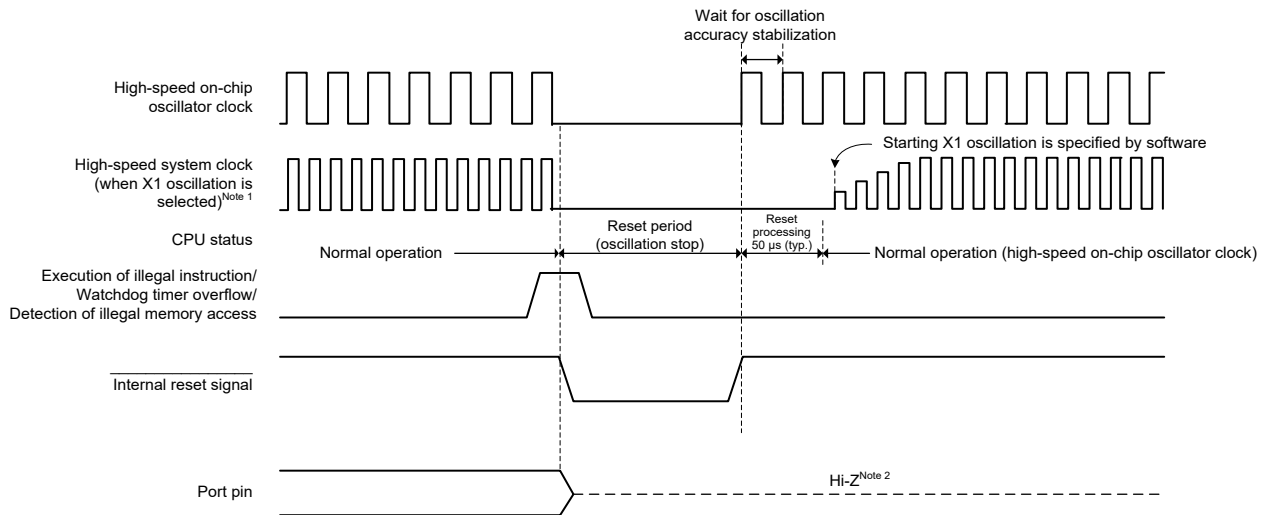 Wait for oscillation
accuracy stabilization
High-speed on-chip
oscillator clock
Starting X1 oscillation is specified by software
High-speed system clock
(when X1 oscillation is
selected)Note 1
CPU status
Normal operation
Reset period
(oscillation stop)
Reset
processing
50 μs (typ.)
Normal operation (high-speed on-chip oscillator clock)
Execution of illegal instruction/
Watchdog timer overflow/
Detection of illegal memory access
Internal reset signal
Port pin
Hi-ZNote 2